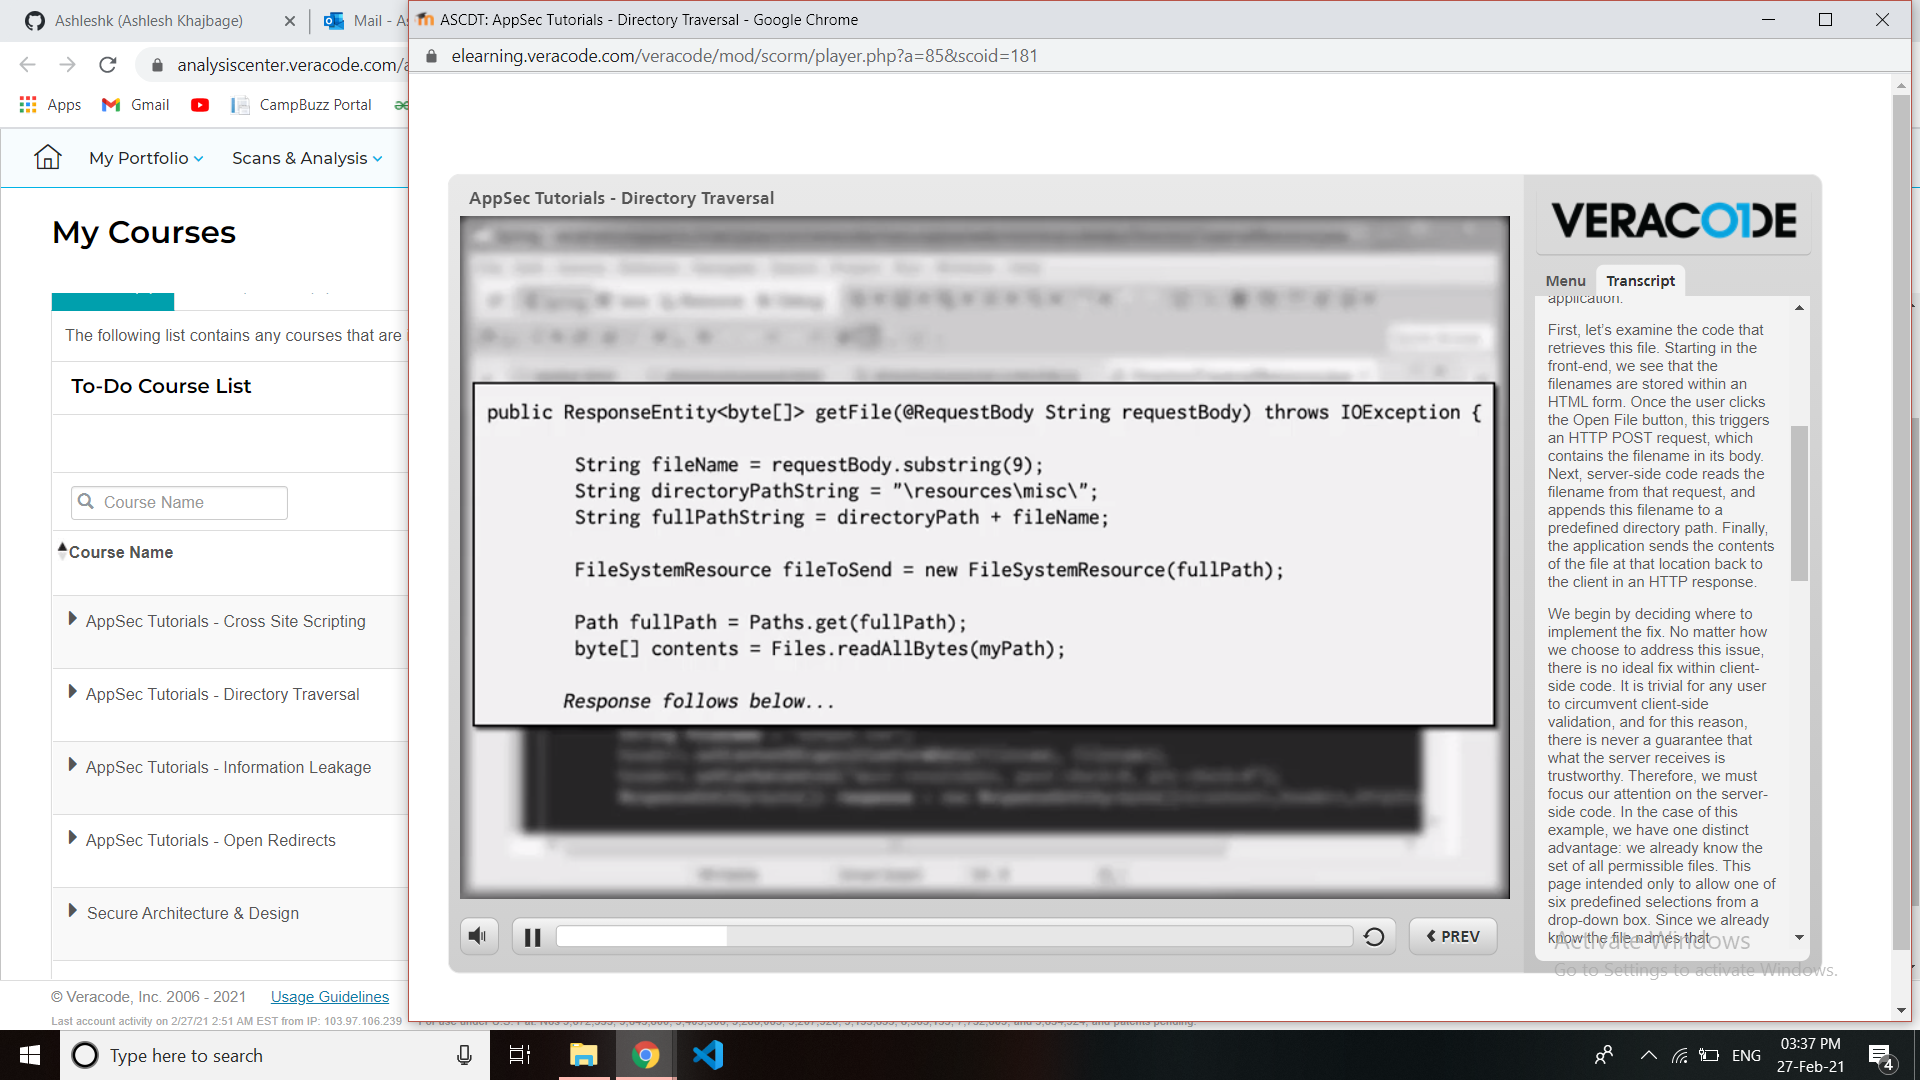 Ashleshk (Ashlesh Khajbage)
Mail - As
ASCDT: AppSec Tutorials - Directory Traversal - Google Chrome
analysiscenter.veracode.com/a
elearning.veracode.com/veracode/mod/scorm/player.php?a=85&scoid=181
Apps
Gmail
CampBuzz Portal
My Portfolio
Scans & Analysis
My Courses
The following list contains any courses that are
To-Do Course List
Course Name
Course Name
AppSec Tutorials - Cross Site Scripting
AppSec Tutorials - Directory Traversal
AppSec Tutorials - Information Leakage
AppSec Tutorials - Open Redirects
Secure Architecture & Design
© Veracode, Inc. 2006 - 2021
Usage Guidelines
Last account activity on 2/27/21 2:51 AM EST from IP: 103.97.106.239
AppSec Tutorials - Directory Traversal
public ResponseEntity<byte[]> getFile(@RequestBody String requestBody) throws IOException {
String fileName = requestBody.substring(9);
String directoryPathString = "\resources\misc\";
String fullPathString = directoryPath + fileName;
FileSystemResource fileToSend = new FileSystemResource(fullPath);
Path fullPath = Paths.get(fullPath);
byte[] contents = Files.readAllBytes(myPath);
Response follows below...
PREV
VERACODE
Menu
Transcript
application.
First, let’s examine the code that
retrieves this file. Starting in the
front-end, we see that the
filenames are stored within an
HTML form. Once the user clicks
the Open File button, this triggers
an HTTP POST request, which
contains the filename in its body.
Next, server-side code reads the
filename from that request, and
appends this filename to a
predefined directory path. Finally,
the application sends the contents
of the file at that location back to
the client in an HTTP response.
We begin by deciding where to
implement the fix. No matter how
we choose to address this issue,
there is no ideal fix within client-
side code. It is trivial for any user
to circumvent client-side
validation, and for this reason,
there is never a guarantee that
what the server receives is
trustworthy. Therefore, we must
focus our attention on the server-
side code. In the case of this
example, we have one distinct
advantage: we already know the
set of all permissible files. This
page intended only to allow one of
six predefined selections from a
drop-down box. Since we already
know the file names that
Activate Windows
Go to Settings to activate Windows.
Type here to search
ENG
03:37 PM
27-Feb-21
4